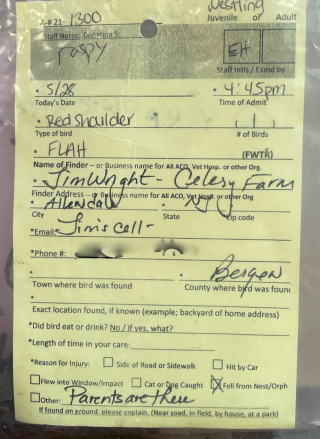 Nestling
A-# 21- 1300
Juvenile or Adult
Staff Notes: Donation $:
raspy
EH
Staff Intls / Exmd by
5/28
4:45pm
Today's Date
Time of Admit
Red Shoulder
1
Type of bird
# of Birds
FLAH
(FWTR)
Name of Finder – or Business name for All ACO, Vet Hosp. or other Org.
Jim Wright - Celery Farm
Finder Address – or Business name for All ACO, Vet Hosp. or other Org
Allendale NJ
City State Zip code
*Email: Jim's cell -
*Phone #:
Bergen
Town where bird was found County where bird was foun
Exact location found, if known (example; backyard of home address)
*Did bird eat or drink? No / if yes, what?
*Length of time in your care:
*Reason for Injury: Side of Road or Sidewalk Hit by Car
Flew into Window/Impact Cat or Dog Caught Fell from Nest/Orph
Other: Parents are there
If found on around, please explain. (Near road, in field, by house, at a park)